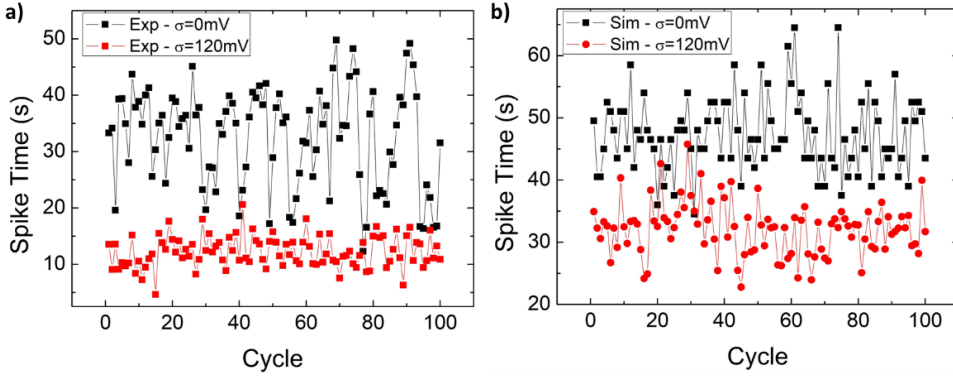 a)
Exp - σ=0mV
Exp - σ=120mV
50
40
30
20
10
Spike Time (s)
0 20 40 60 80 100
Cycle
b)
Sim - σ=0mV
Sim - σ=120mV
60
50
40
30
20
Spike Time (s)
0 20 40 60 80 100
Cycle